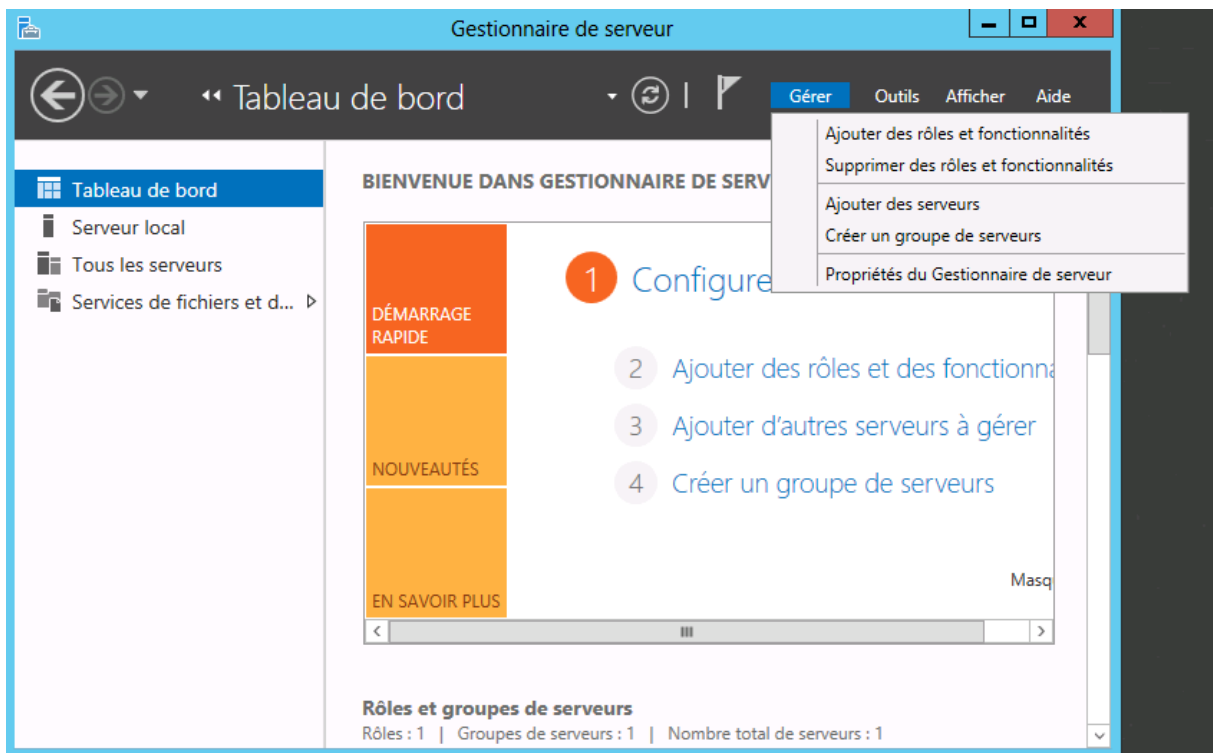 Gestionnaire de serveur
Tableau de bord
Gérer Outils Afficher Aide
Ajouter des rôles et fonctionnalités
Supprimer des rôles et fonctionnalités
Ajouter des serveurs
Créer un groupe de serveurs
Propriétés du Gestionnaire de serveur
Tableau de bord
Serveur local
Tous les serveurs
Services de fichiers et d...
BIENVENUE DANS GESTIONNAIRE DE SERV
DÉMARRAGE
RAPIDE
NOUVEAUTÉS
EN SAVOIR PLUS
1 Configure
2 Ajouter des rôles et des fonctionna
3 Ajouter d'autres serveurs à gérer
4 Créer un groupe de serveurs
Masq
Rôles et groupes de serveurs
Rôles : 1 | Groupes de serveurs : 1 | Nombre total de serveurs : 1